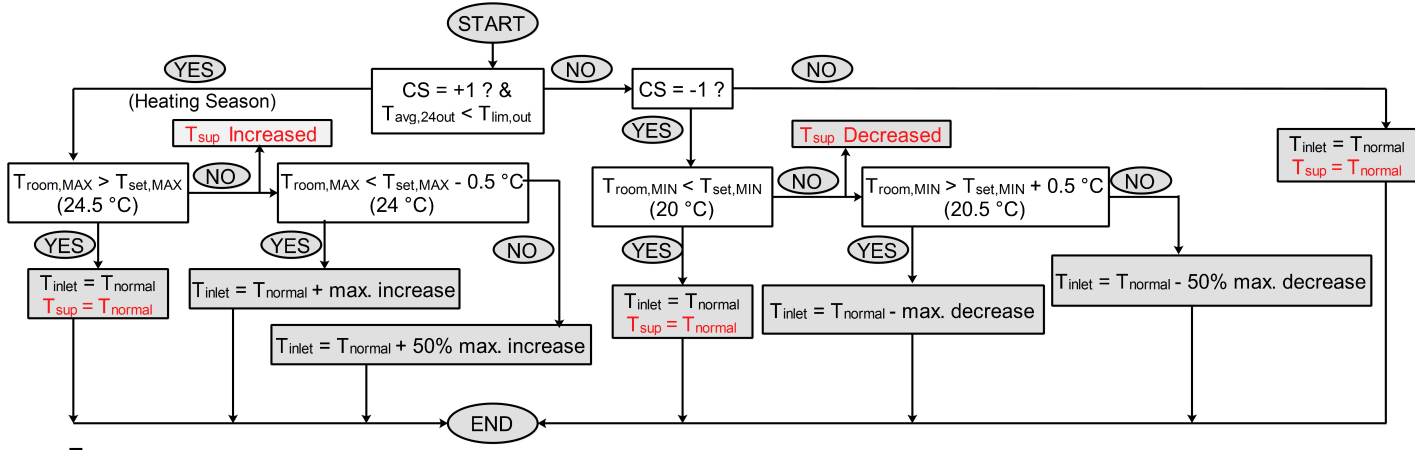 START
YES
(Heating Season)
CS = +1 ? &
Tavg,24out < Tlim,out
NO
CS = -1 ?
NO
Tsup Increased
YES
Tsup Decreased
Tinlet = Tnormal
Tsup = Tnormal
Troom,MAX > Tset,MAX
(24.5 °C)
NO
Troom,MAX < Tset,MAX - 0.5 °C
(24 °C)
Troom,MIN < Tset,MIN
(20 °C)
NO
Troom,MIN > Tset,MIN + 0.5 °C
(20.5 °C)
NO
YES
YES
NO
YES
YES
Tinlet = Tnormal
Tsup = Tnormal
Tinlet = Tnormal + max. increase
Tinlet = Tnormal + 50% max. increase
Tinlet = Tnormal
Tsup = Tnormal
Tinlet = Tnormal - max. decrease
Tinlet = Tnormal - 50% max. decrease
END